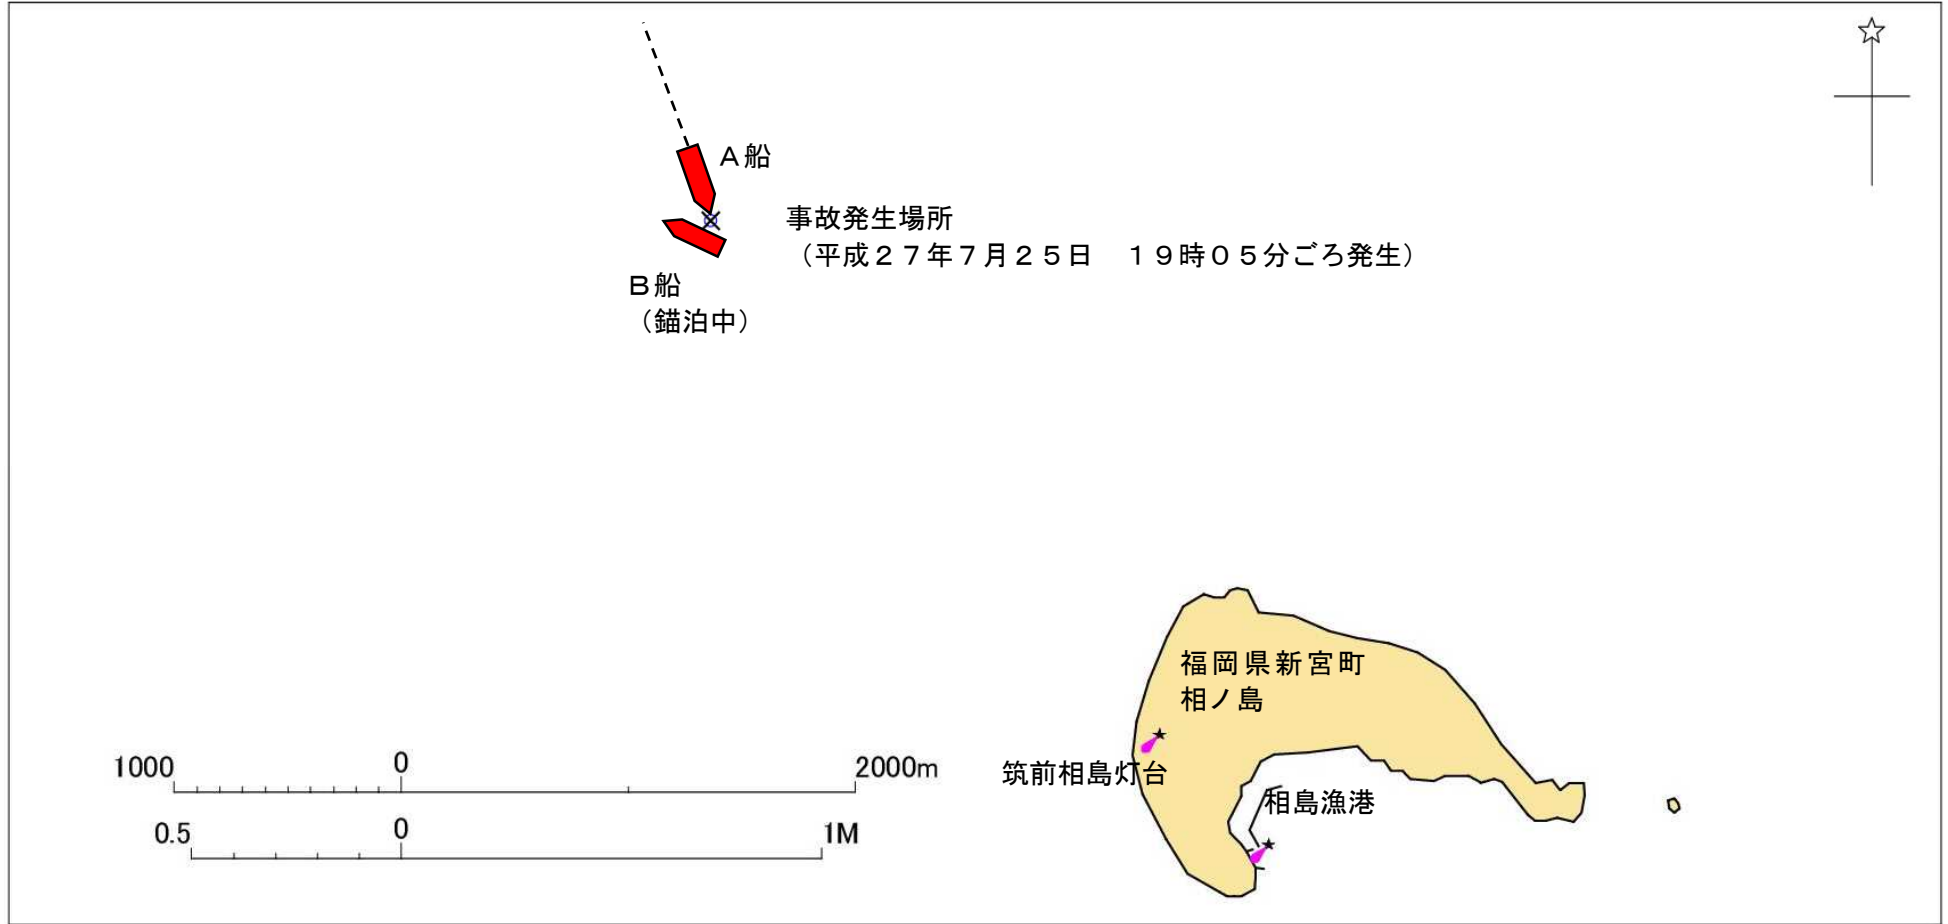 A船
事故発生場所
（平成27年7月25日　19時05分ごろ発生）
B船
（錨泊中）
福岡県新宮町
相ノ島
筑前相島灯台
相島漁港
1000 0 2000m
0.5 0 1M